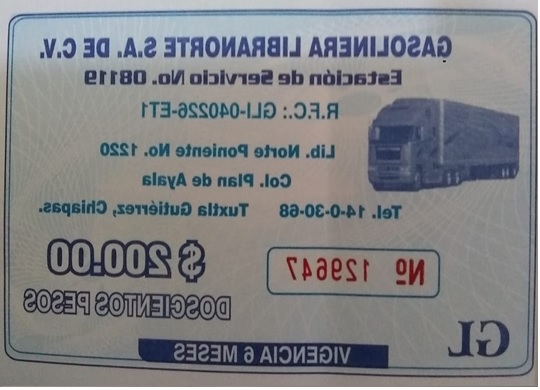 GASOLINERA LIBRANORTE S.A. DE C.V.
Estación de Servicio No. 08119
R.F.C.: GLI-040226-ET1
Lib. Norte Poniente No. 1220
Col. Plan de Ayala
Tel. 14-0-30-68 Tuxtla Gutiérrez, Chiapas.
Nº 129647
$ 200.00
DOSCIENTOS PESOS
GL
VIGENCIA 6 MESES